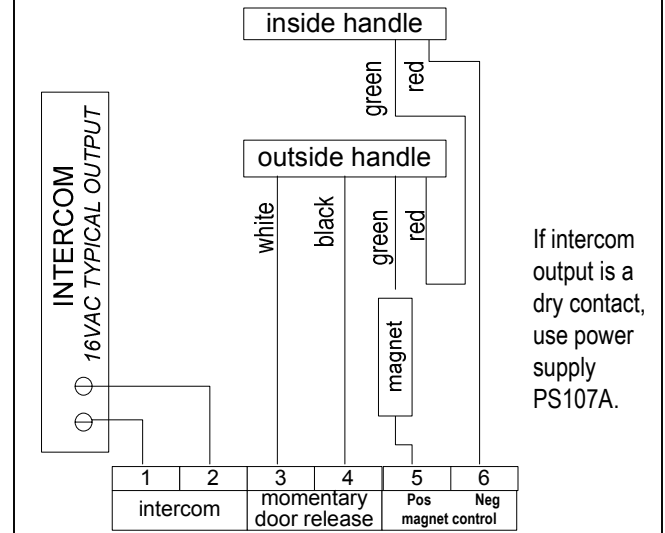 inside handle
green
red
outside handle
white
black
green
red
INTERCOM
16VAC TYPICAL OUTPUT
magnet
If intercom
output is a
dry contact,
use power
supply
PS107A.
1 2 3 4 5 6
intercom
momentary
door release
Pos Neg
magnet control